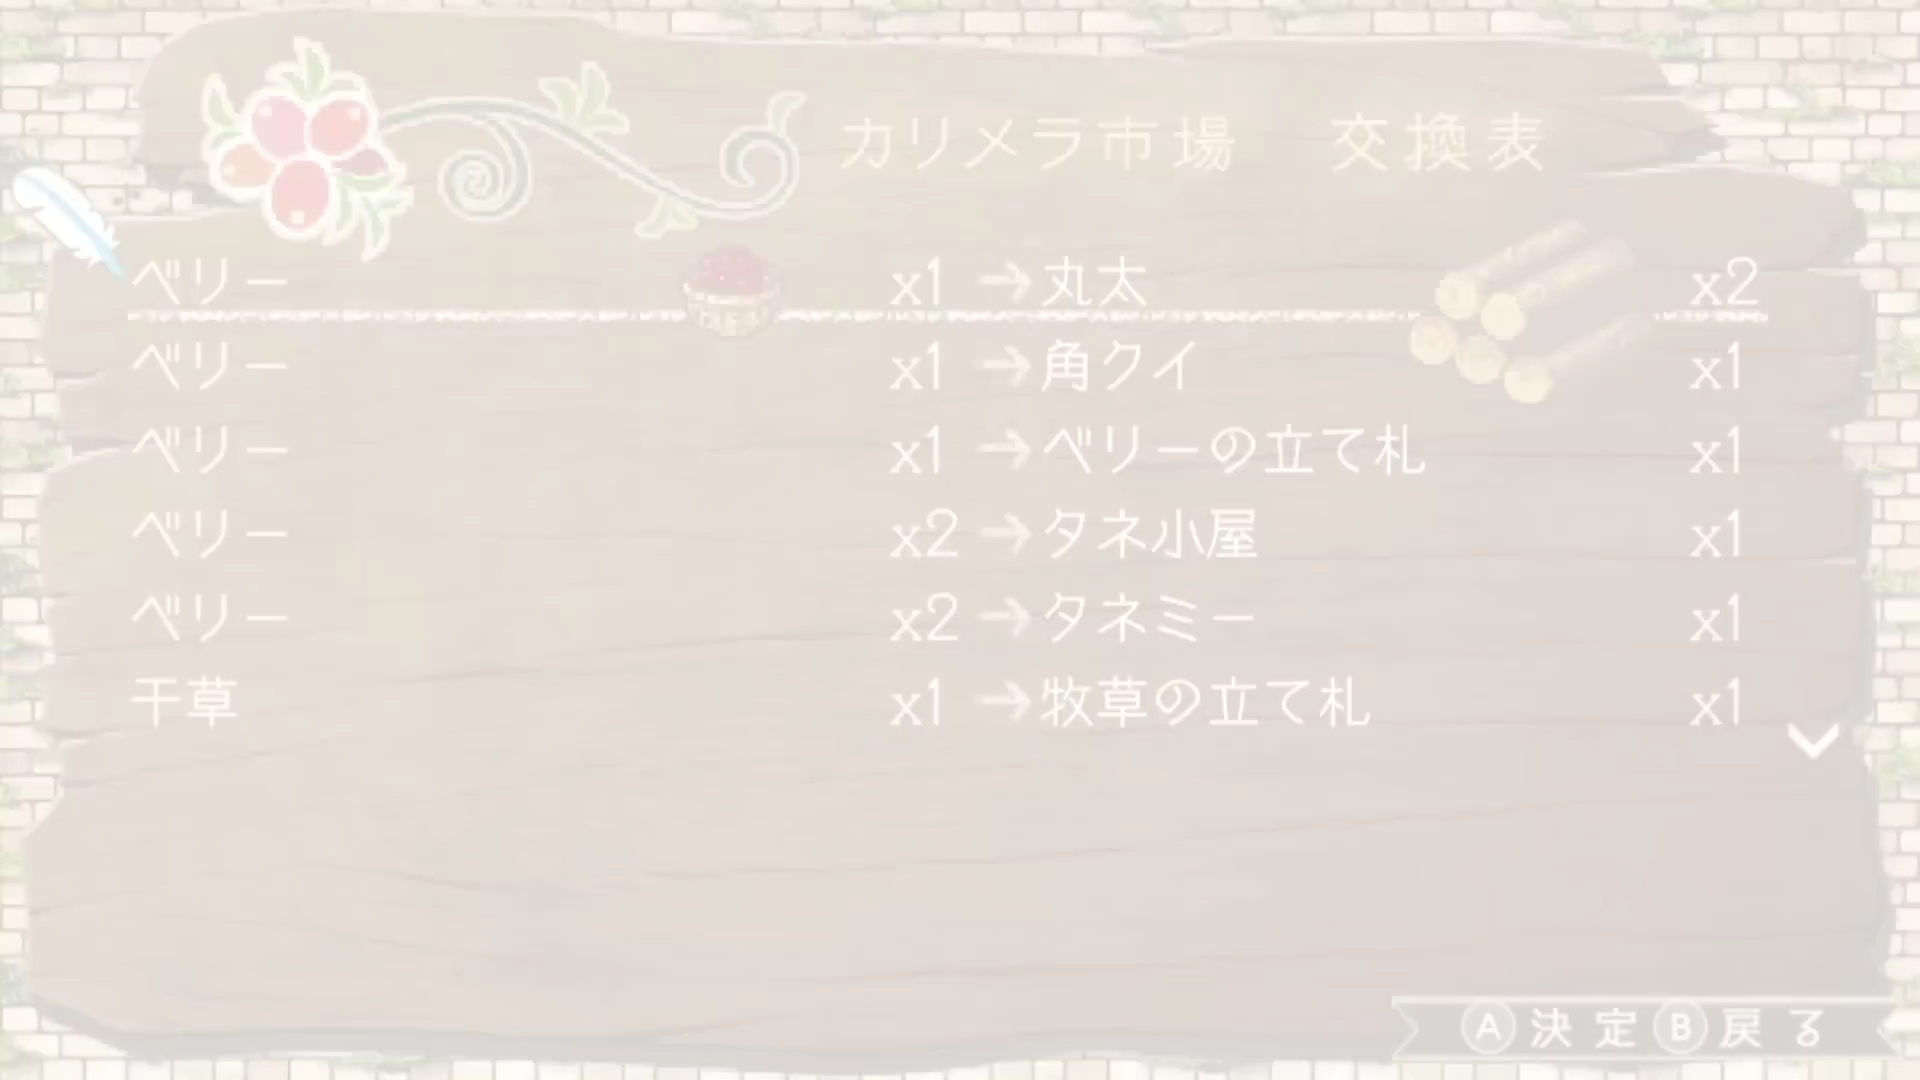 カリメラ市場　交換表
ベリー x1 →丸太 x2
ベリー x1 →角クイ x1
ベリー x1 →ベリーの立て札 x1
ベリー x2 →タネ小屋 x1
ベリー x2 →タネミー x1
干草 x1 →牧草の立て札 x1
A 決定 B 戻る